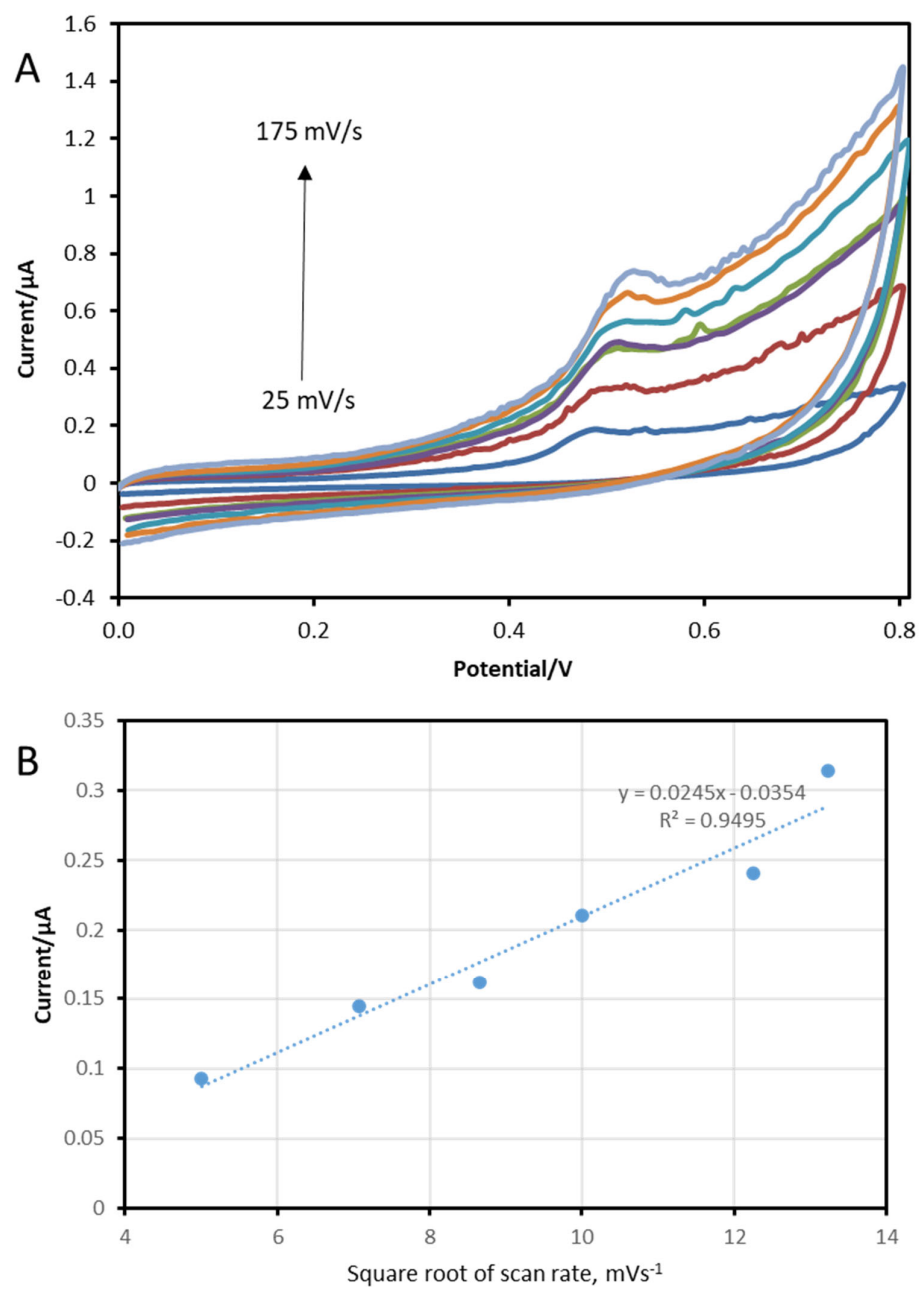 A
1.6
1.4
1.2
1
0.8
0.6
0.4
0.2
0
-0.2
-0.4
Current/µA
175 mV/s
25 mV/s
0.0 0.2 0.4 0.6 0.8
Potential/V
B
0.35
0.3
0.25
0.2
0.15
0.1
0.05
0
Current/µA
y = 0.0245x - 0.0354
R² = 0.9495
4 6 8 10 12 14
Square root of scan rate, mVs⁻¹